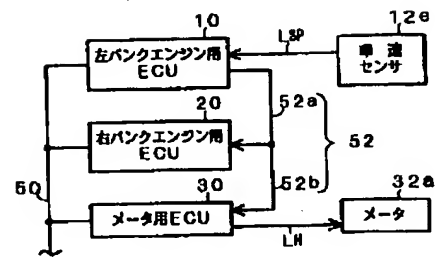 10
LSP
12e
左バンクエンジン用
ECU
車速
センサ
20
52a
右バンクエンジン用
ECU
52
50
30
52b
32a
メータ用ECU
メータ
LM